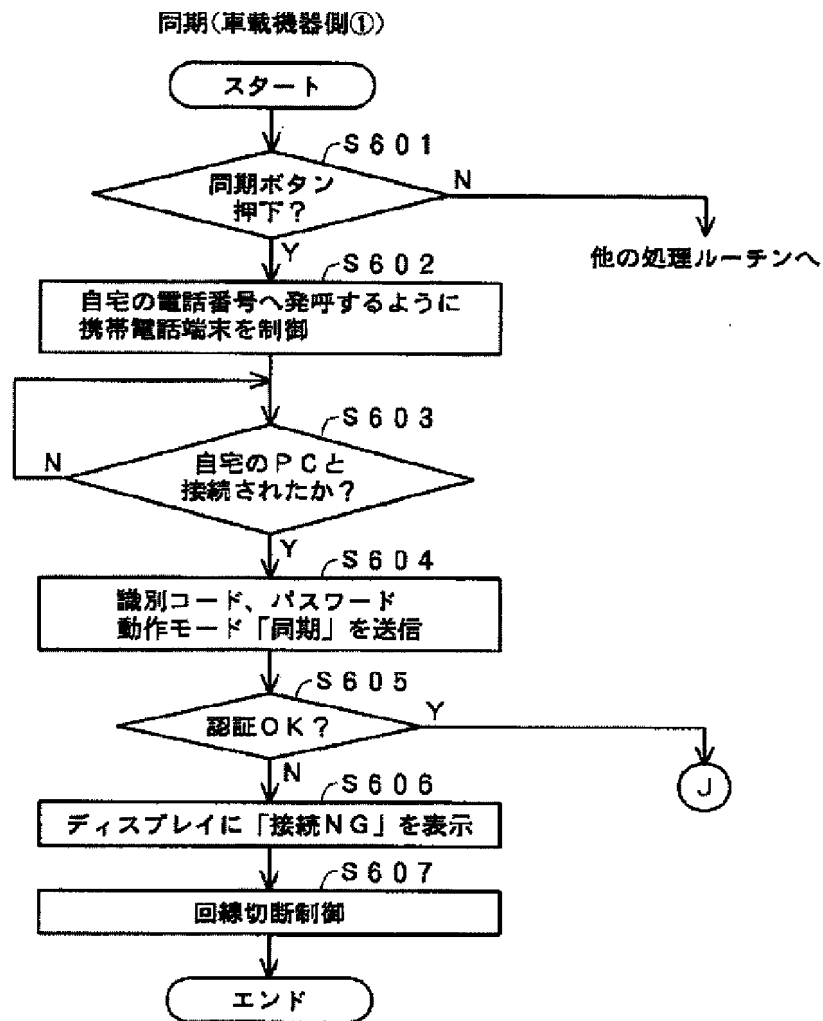 同期(車載機器側①)
スタート
S601
同期ボタン
押下?
N
Y
他の処理ルーチンへ
S602
自宅の電話番号へ発呼するように
携帯電話端末を制御
S603
自宅のPCと
接続されたか?
N
Y
S604
識別コード、パスワード
動作モード「同期」を送信
S605
認証OK?
Y
N
J
S606
ディスプレイに「接続NG」を表示
S607
回線切断制御
エンド